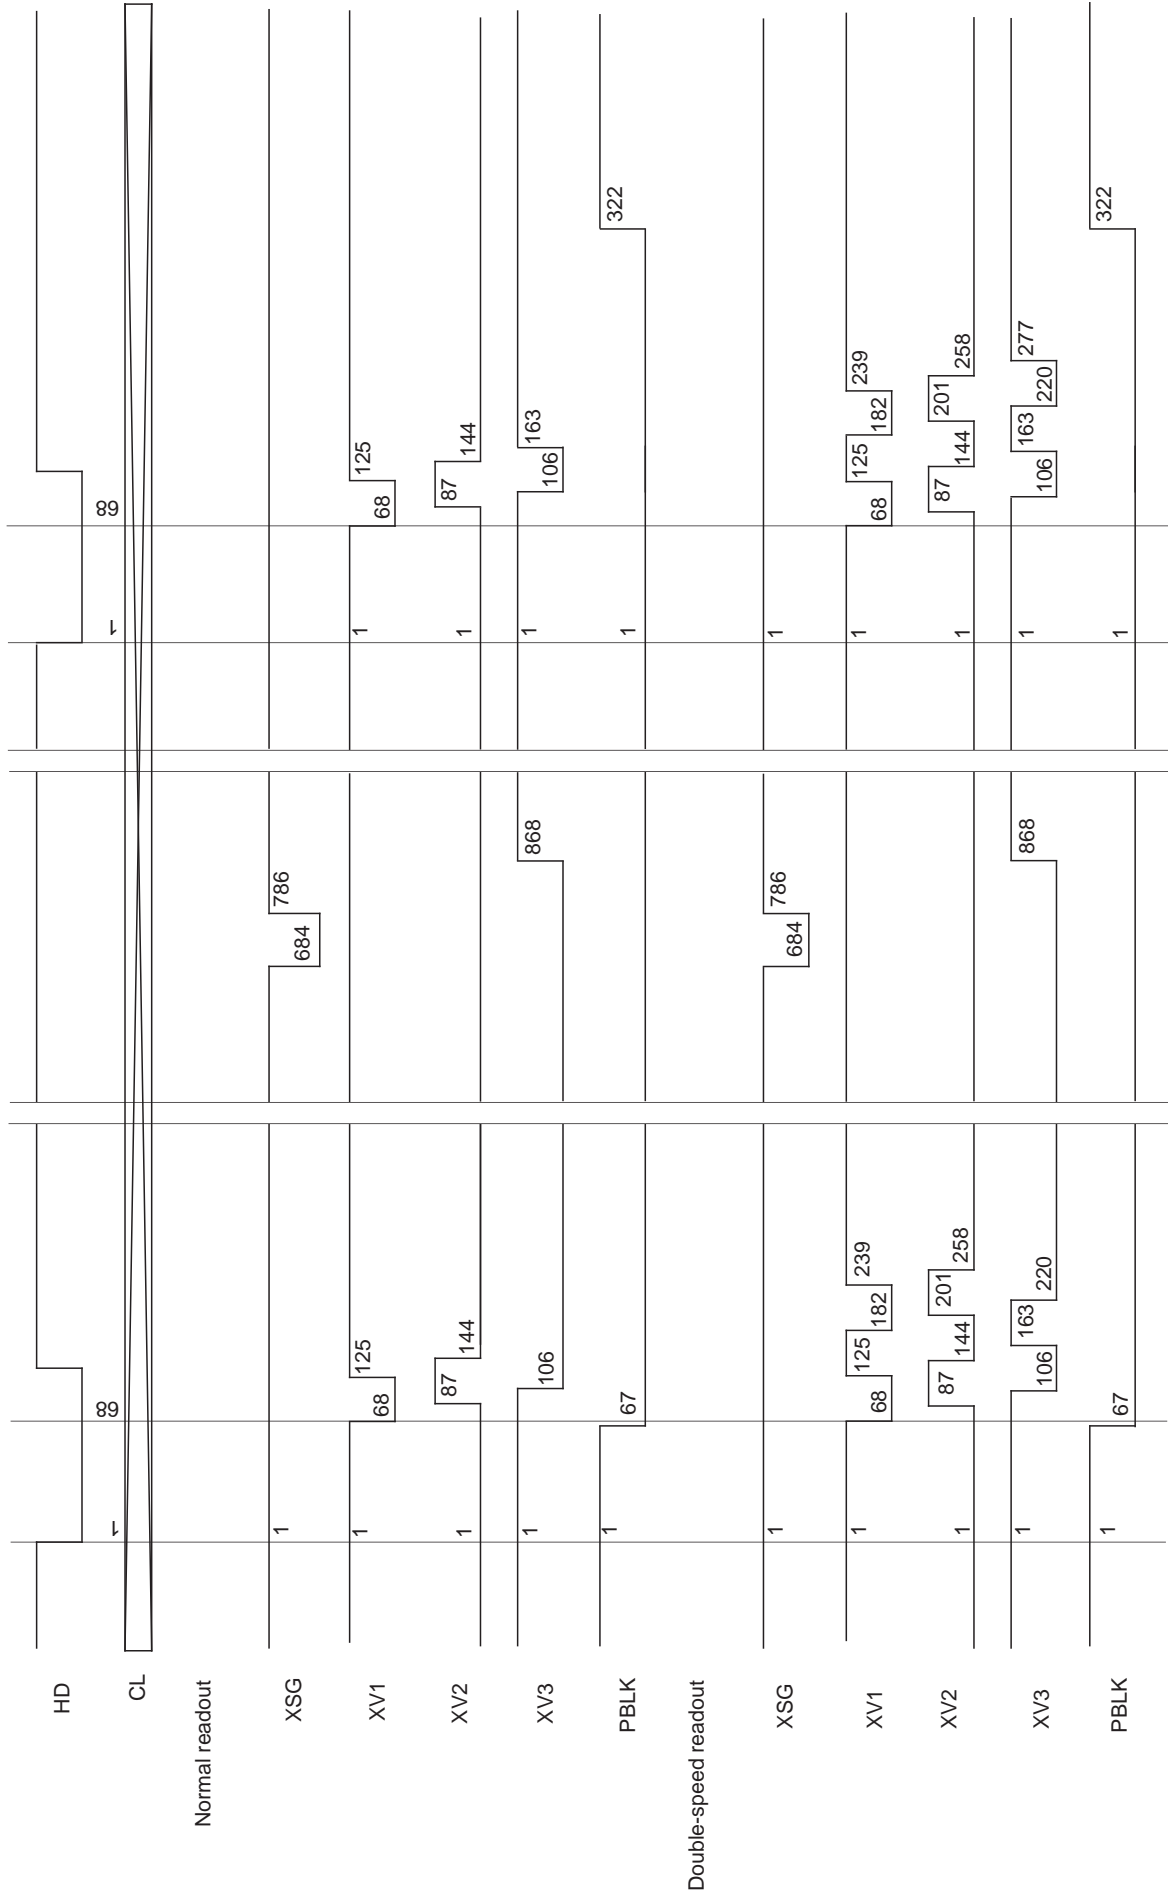 HD
1 68 1 68
CL
Normal readout
XSG 1 684 786
XV1 1 68 125 1 68 125
XV2 1 87 144 1 87 144
XV3 1 106 868 1 106 163
PBLK 1 67 1 322
Double-speed readout
XSG 1 684 786 1
XV1 1 68 125 182 239 1 68 125 182 239
XV2 1 87 144 201 258 1 87 144 201 258
XV3 1 106 163 220 868 1 106 163 220 277
PBLK 1 67 1 322